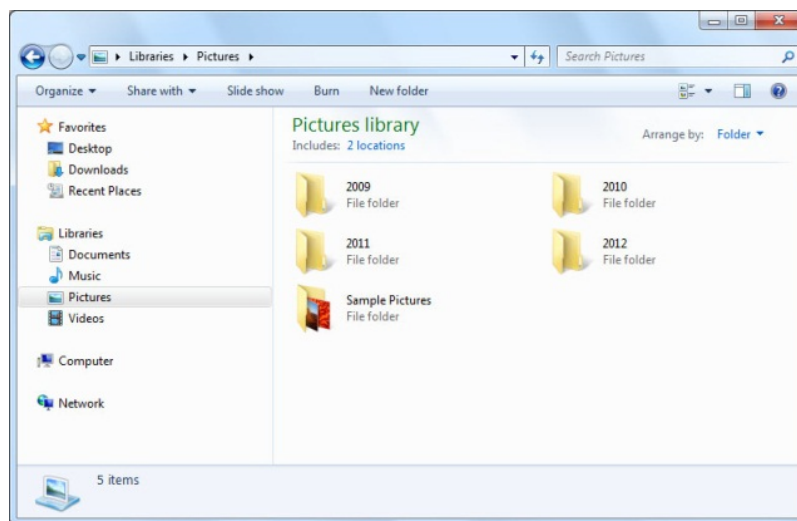 Libraries Pictures
Search Pictures
Organize Share with Slide show Burn New folder
Favorites
Desktop
Downloads
Recent Places
Libraries
Documents
Music
Pictures
Videos
Computer
Network
Pictures library
Includes: 2 locations
Arrange by: Folder
2009
File folder
2010
File folder
2011
File folder
2012
File folder
Sample Pictures
File folder
5 items